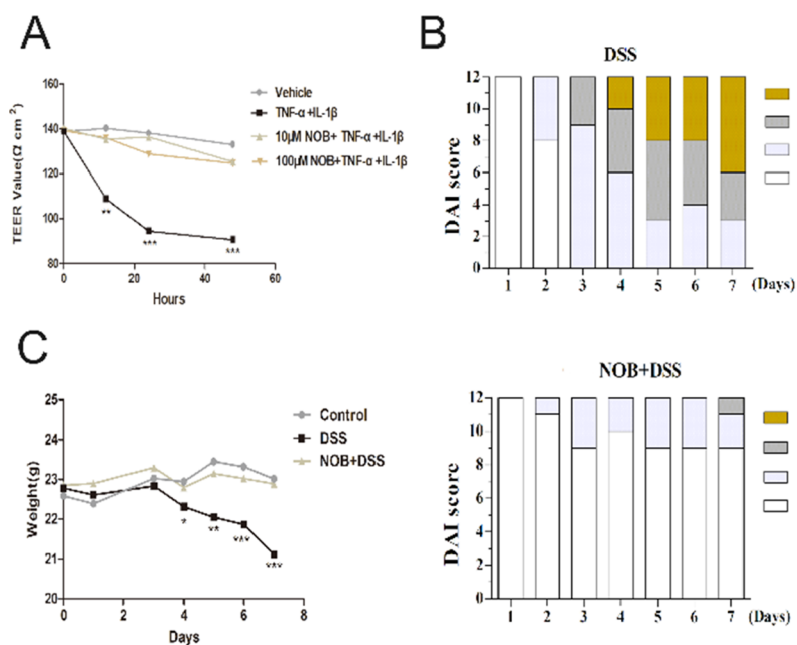 A
160
140
120
100
80
0
20
40
60
TEER Value(Ω cm²)
Hours
Vehicle
TNF-α +IL-1β
10μM NOB+ TNF-α +IL-1β
100μM NOB+TNF-α +IL-1β
**
***
***
B
DSS
12
10
8
6
4
2
0
DAI score
1 2 3 4 5 6 7 (Days)
C
25
24
23
22
21
20
0 2 4 6 8
Weight(g)
Days
Control
DSS
NOB+DSS
*
**
***
***
NOB+DSS
12
10
8
6
4
2
0
DAI score
1 2 3 4 5 6 7 (Days)